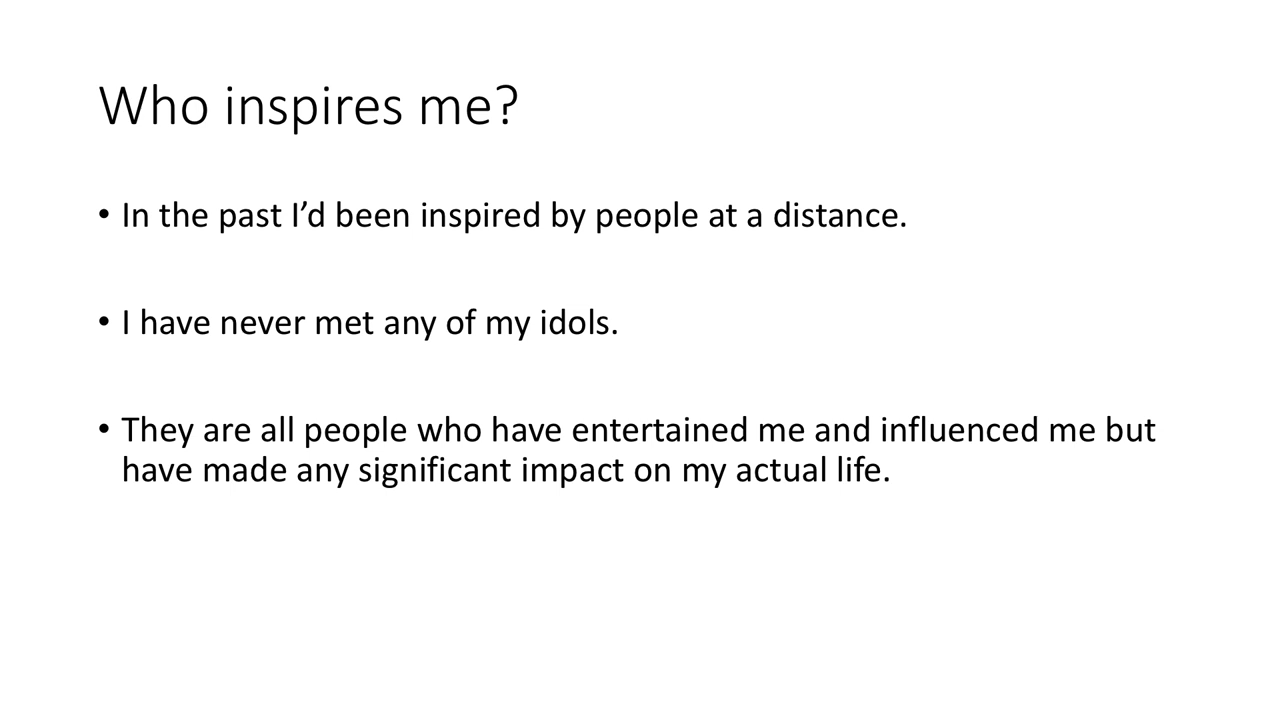 Who inspires me?
• In the past I’d been inspired by people at a distance.
• I have never met any of my idols.
• They are all people who have entertained me and influenced me but
have made any significant impact on my actual life.